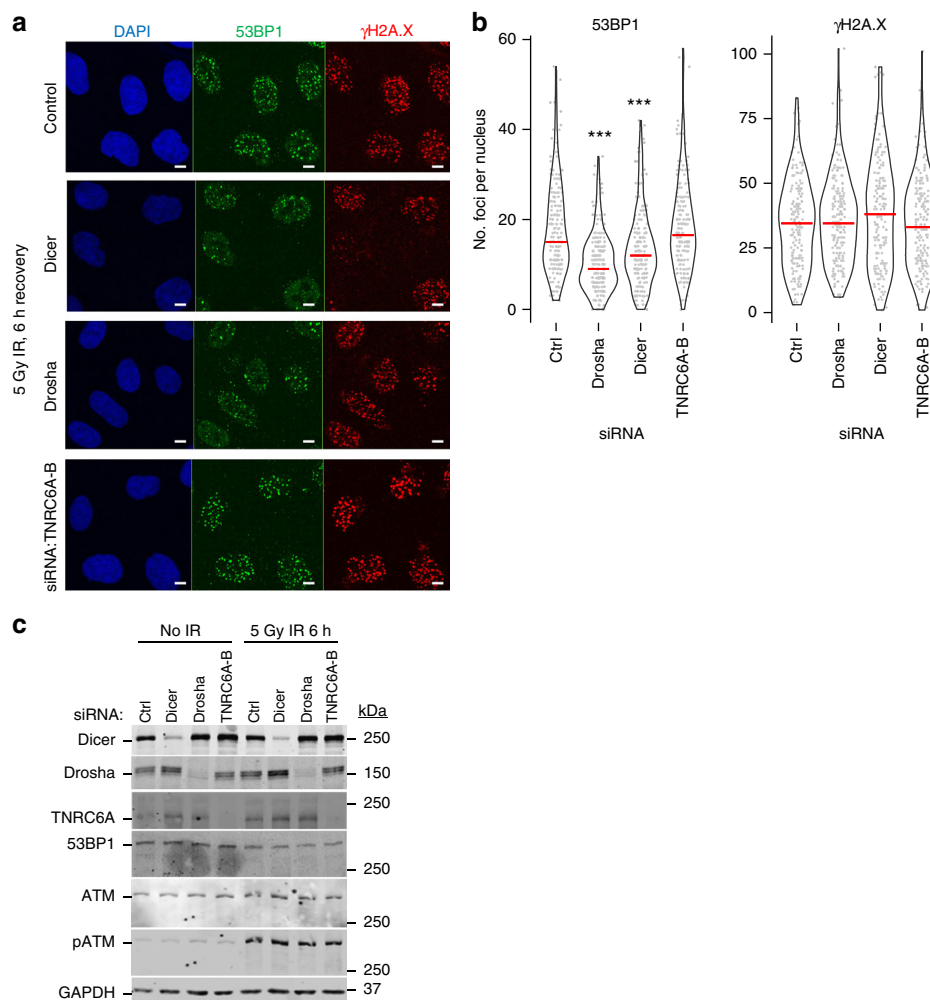 a
DAPI
53BP1
γH2A.X
Control
Dicer
Drosha
siRNA:TNRC6A-B
5 Gy IR, 6 h recovery
b
53BP1
γH2A.X
No. foci per nucleus
60
40
20
0
***
***
100
75
50
25
0
Ctrl
Drosha
Dicer
TNRC6A-B
Ctrl
Drosha
Dicer
TNRC6A-B
siRNA
siRNA
c
No IR
5 Gy IR 6 h
siRNA:
Ctrl
Dicer
Drosha
TNRC6A-B
Ctrl
Dicer
Drosha
TNRC6A-B
kDa
Dicer
250
Drosha
150
250
TNRC6A
53BP1
250
ATM
250
pATM
250
GAPDH
37